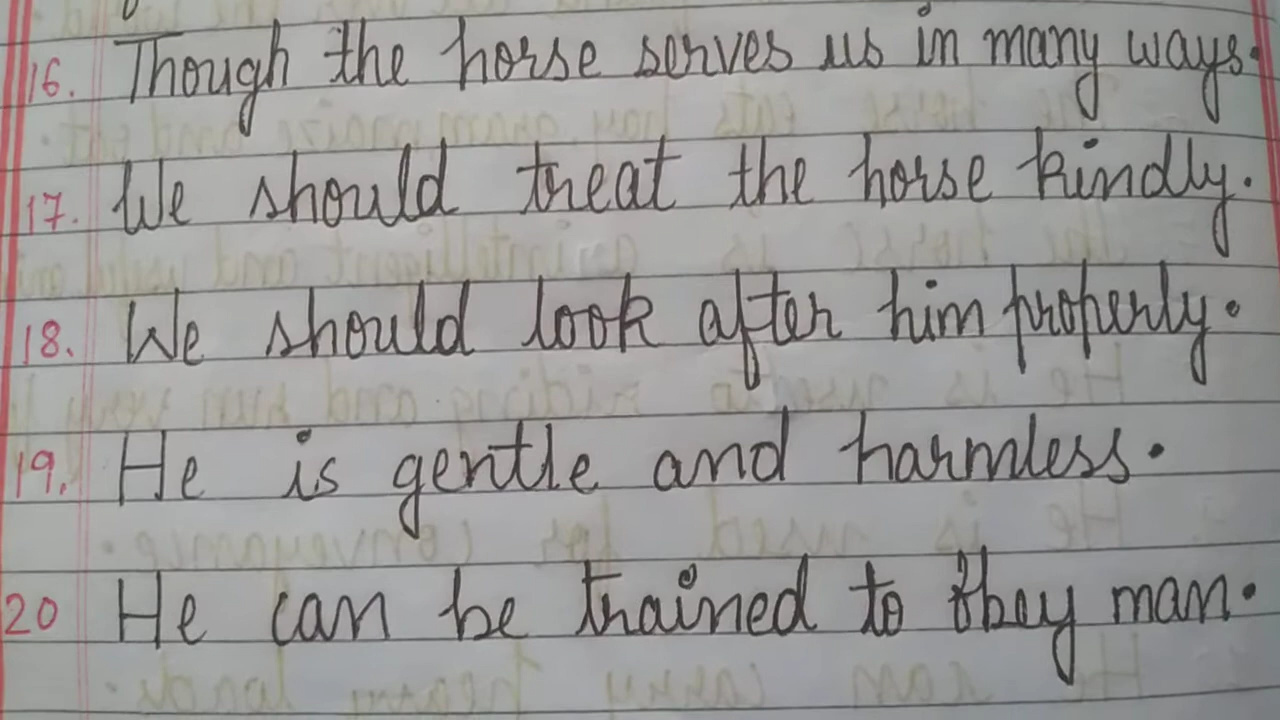 16. Though the horse serves us in many ways.
17. We should treat the horse kindly.
18. We should look after him properly.
19. He is gentle and harmless.
20 He can be trained to obey man.